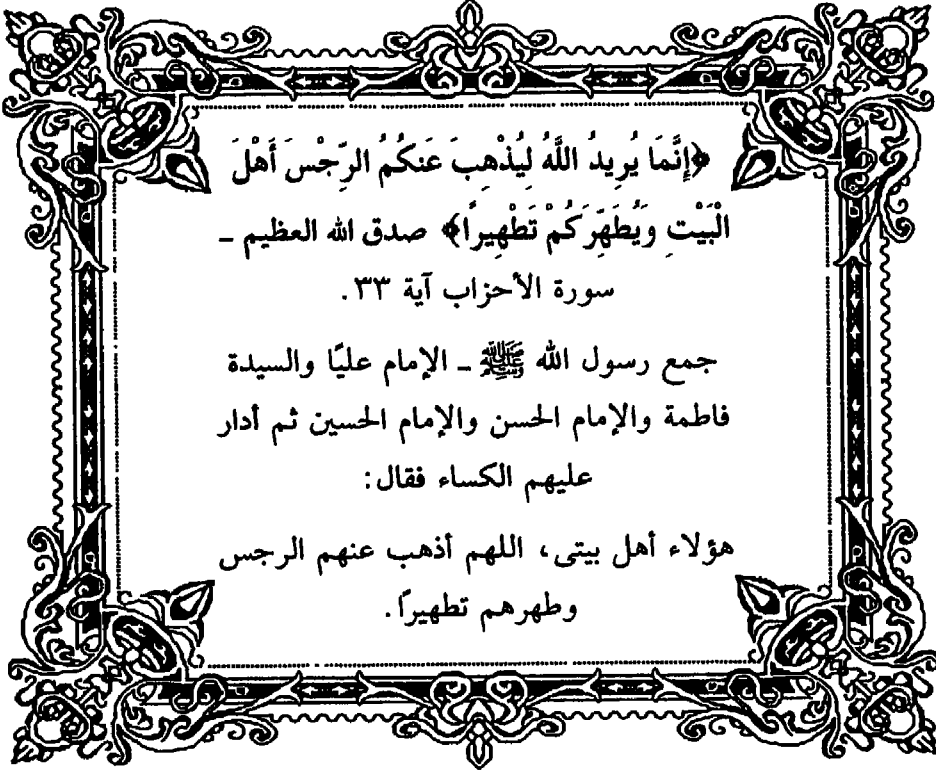 ﴿إِنَّمَا يُرِيدُ اللَّهُ لِيُذْهِبَ عَنكُمُ الرِّجْسَ أَهْلَ
الْبَيْتِ وَيُطَهِّرَكُمْ تَطْهِيرًا﴾ صدق الله العظيم ـ
سورة الأحزاب آية ٣٣.
جمع رسول الله ﷺ ـ الإمام عليًا والسيدة
فاطمة والإمام الحسن والإمام الحسين ثم أدار
عليهم الكساء فقال:
هؤلاء أهل بيتى، اللهم أذهب عنهم الرجس
وطهرهم تطهيرًا.